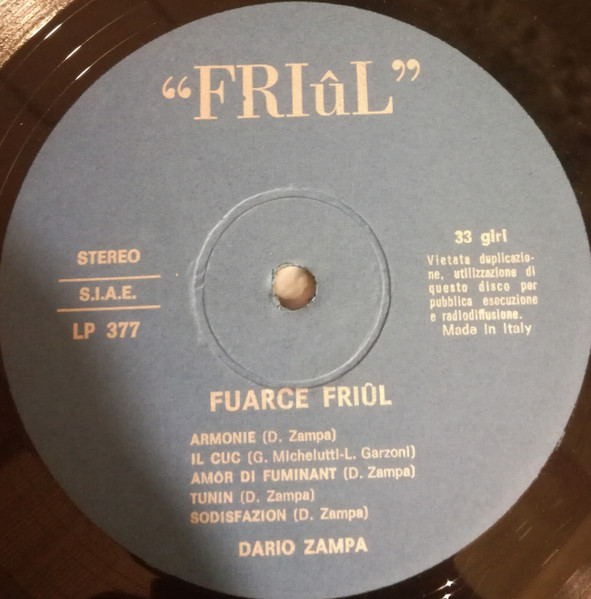 “FRIûL”
STEREO
S.I.A.E.
LP 377
33 giri
Vietata duplicazio-
ne, utilizzazione di
questo disco per
pubblica esecuzione
e radiodiffusione.
Made in Italy
FUARCE FRIÛL
ARMONIE (D. Zampa)
IL CUC (G. Michelutti-L. Garzoni)
AMÔR DI FUMINANT (D. Zampa)
TUNIN (D. Zampa)
SODISFAZION (D. Zampa)
DARIO ZAMPA